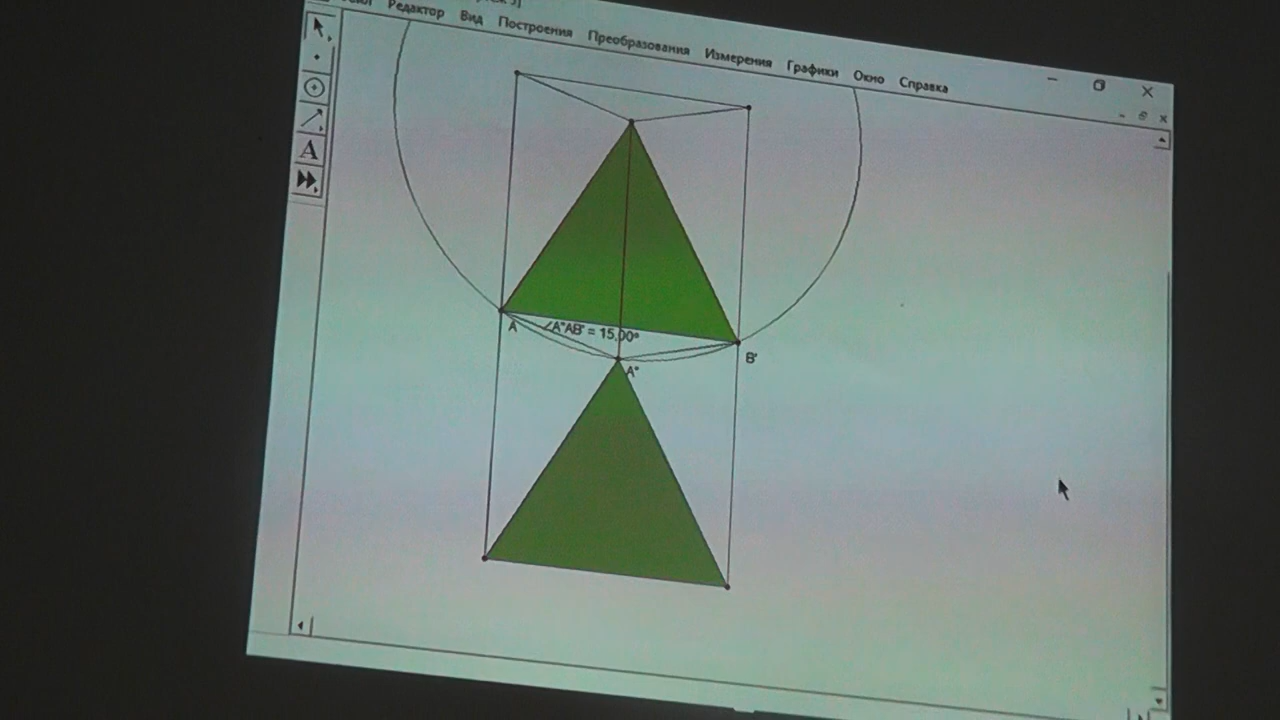 Редактор Вид Построения Преобразования Измерения Графики Окно Справка
A
A
∠A"AB' = 15,00°
B'
A"